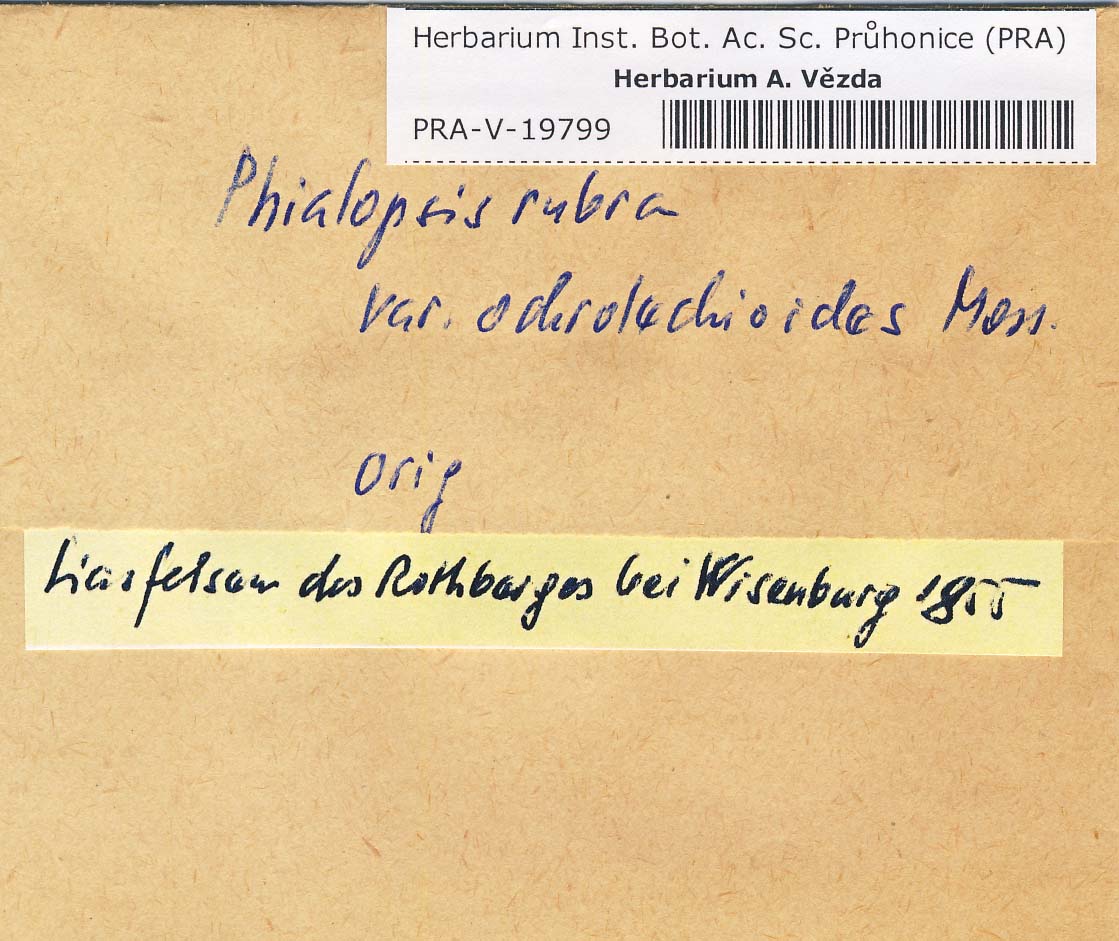 Herbarium Inst. Bot. Ac. Sc. Průhonice (PRA)
Herbarium A. Vězda
PRA-V-19799
Phialopsis rubra
var. ochrolechioides
orig
Liasfelsen des Rothberges bei Wisenburg 1855